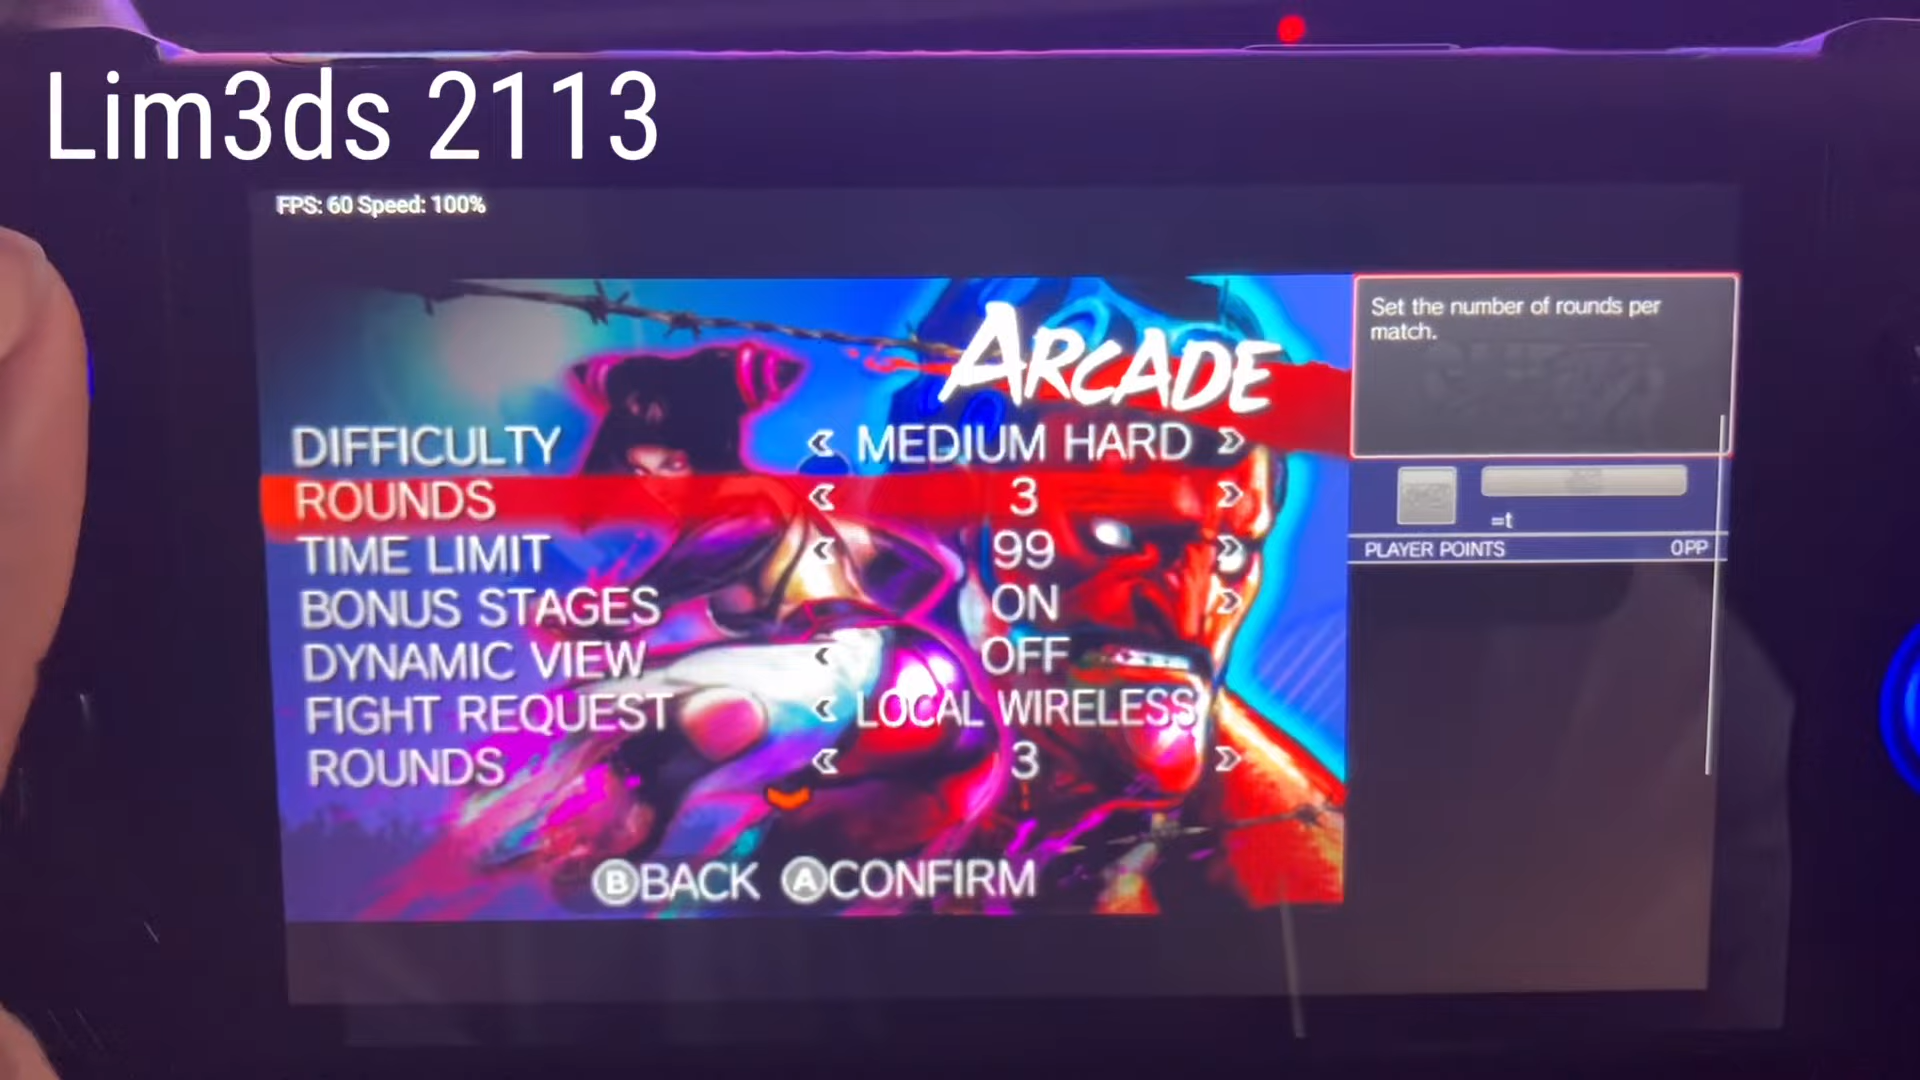 Lim3ds 2113
FPS: 60 Speed: 100%
ARCADE
Set the number of rounds per
match.
DIFFICULTY MEDIUM HARD
ROUNDS 3
TIME LIMIT 99
BONUS STAGES ON
DYNAMIC VIEW OFF
FIGHT REQUEST LOCAL WIRELESS
ROUNDS 3
=t
PLAYER POINTS 0PP
B BACK A CONFIRM